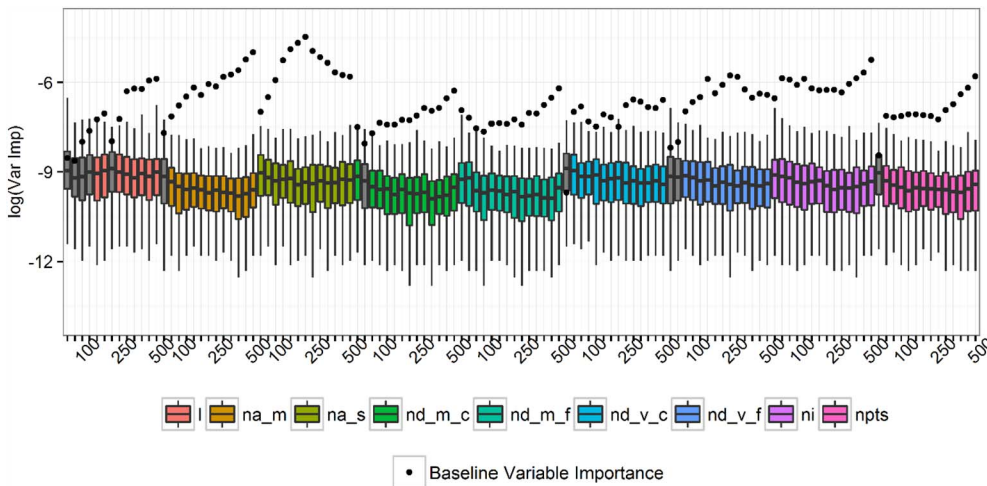 log(Var Imp)
-6
-9
-12
100 250 500 100 250 500 100 250 500 100 250 500 100 250 500 100 250 500 100 250 500 100 250 500 100 250 500
l na_m na_s nd_m_c nd_m_f nd_v_c nd_v_f ni npts
Baseline Variable Importance